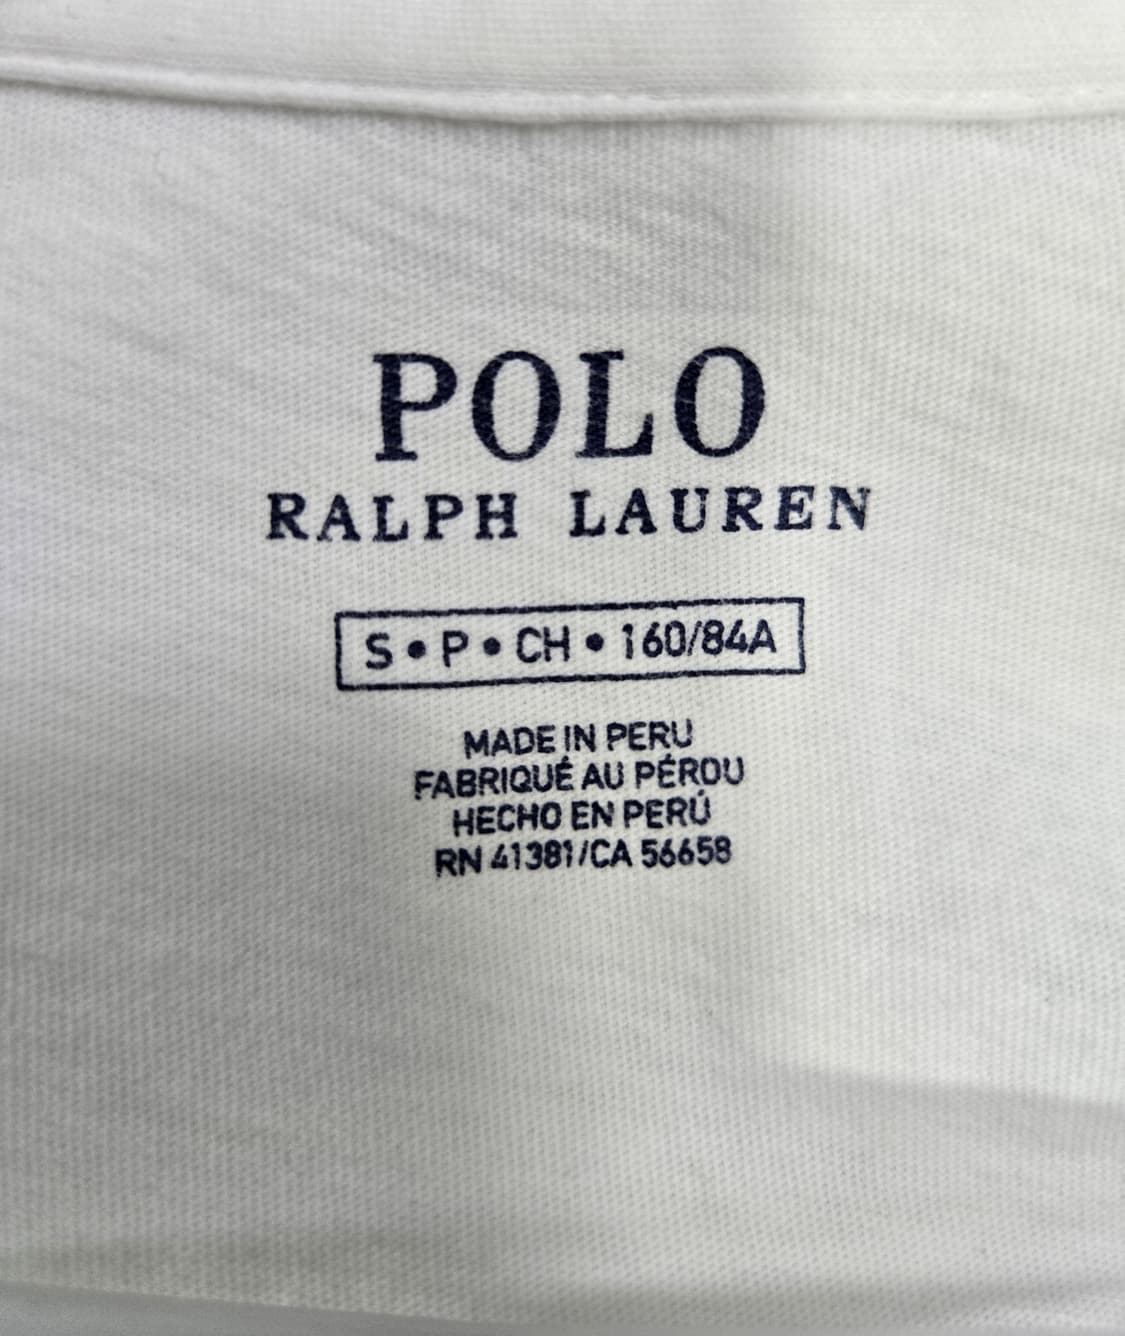 POLO
RALPH LAUREN
S • P • CH • 160/84A
MADE IN PERU
FABRIQUÉ AU PÉROU
HECHO EN PERÚ
RN 41381/CA 56658